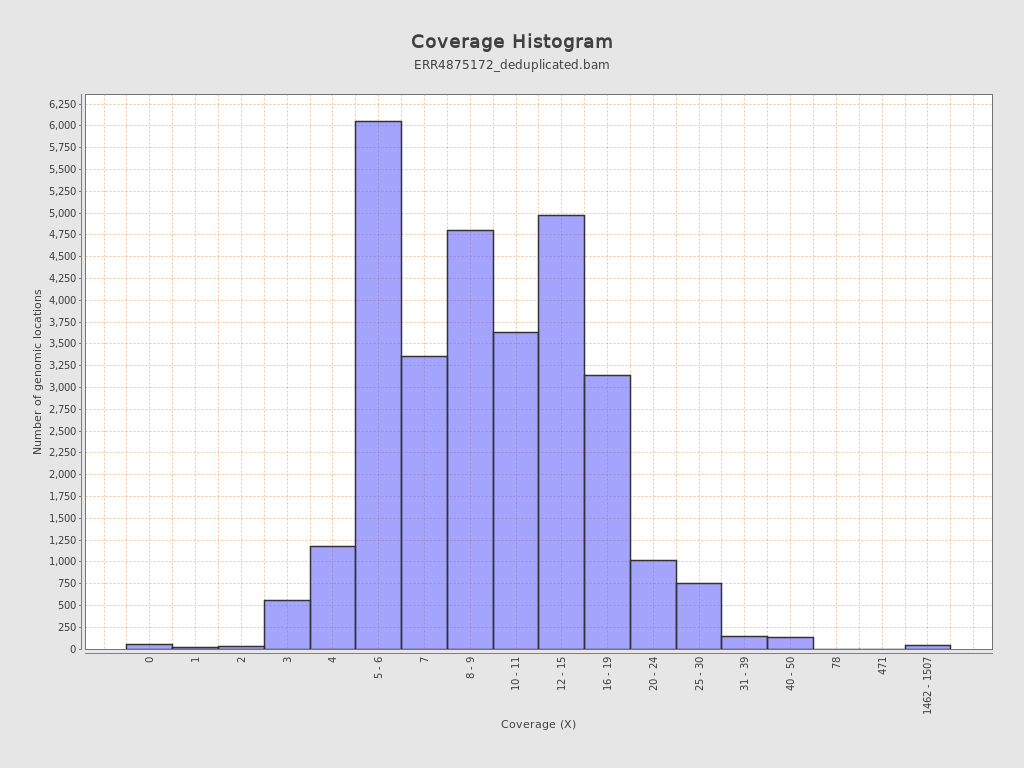 Coverage Histogram
ERR4875172_deduplicated.bam
Number of genomic locations
6,250
6,000
5,750
5,500
5,250
5,000
4,750
4,500
4,250
4,000
3,750
3,500
3,250
3,000
2,750
2,500
2,250
2,000
1,750
1,500
1,250
1,000
750
500
250
0
0
1
2
3
4
5 - 6
7
8 - 9
10 - 11
12 - 15
16 - 19
20 - 24
25 - 30
31 - 39
40 - 50
78
471
1462 - 1507
Coverage (X)